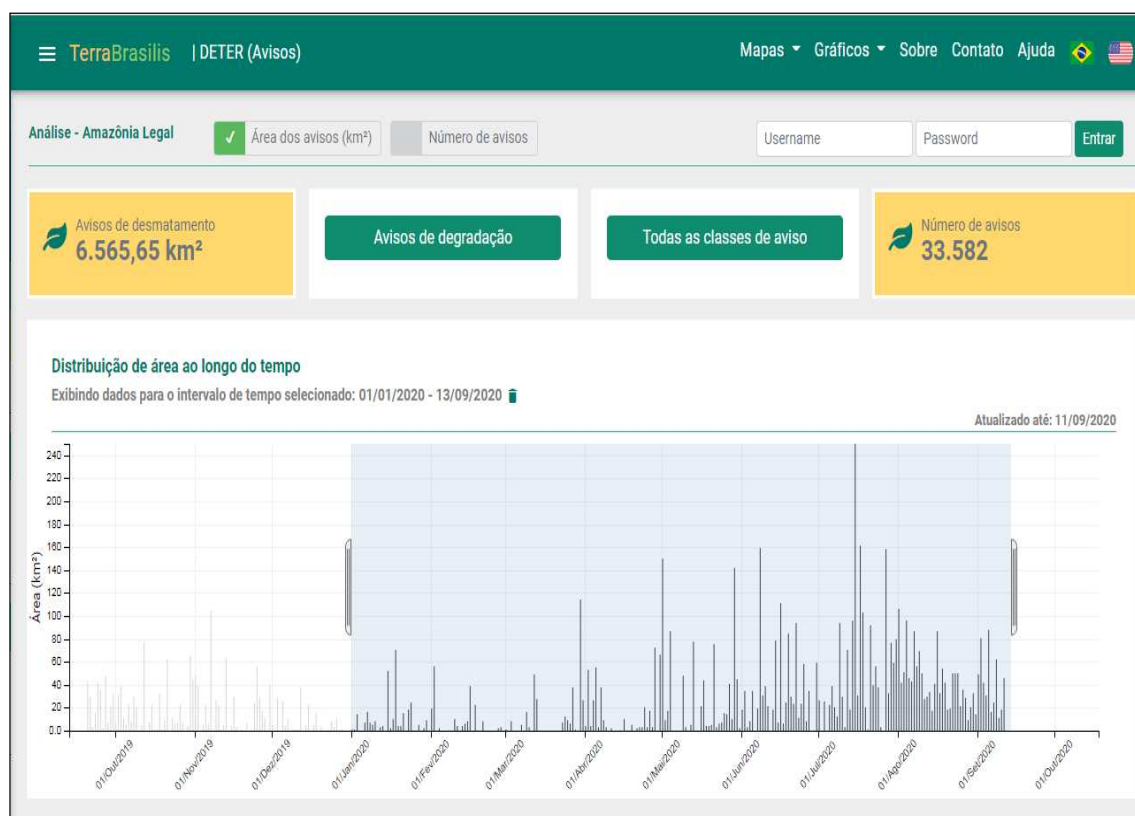 TerraBrasilis | DETER (Avisos) Mapas Gráficos Sobre Contato Ajuda
Análise - Amazônia Legal Área dos avisos (km²) Número de avisos Username Password Entrar
Avisos de desmatamento
6.565,65 km²
Avisos de degradação
Todas as classes de aviso
Número de avisos
33.582
Distribuição de área ao longo do tempo
Exibindo dados para o intervalo de tempo selecionado: 01/01/2020 - 13/09/2020
Atualizado até: 11/09/2020
Área (km²)
240
220
200
180
160
140
120
100
80
60
40
20
0.0
01/Out/2019 01/Nov/2019 01/Dez/2019 01/Jan/2020 01/Fev/2020 01/Mar/2020 01/Abr/2020 01/Mai/2020 01/Jun/2020 01/Jul/2020 01/Ago/2020 01/Set/2020 01/Out/2020